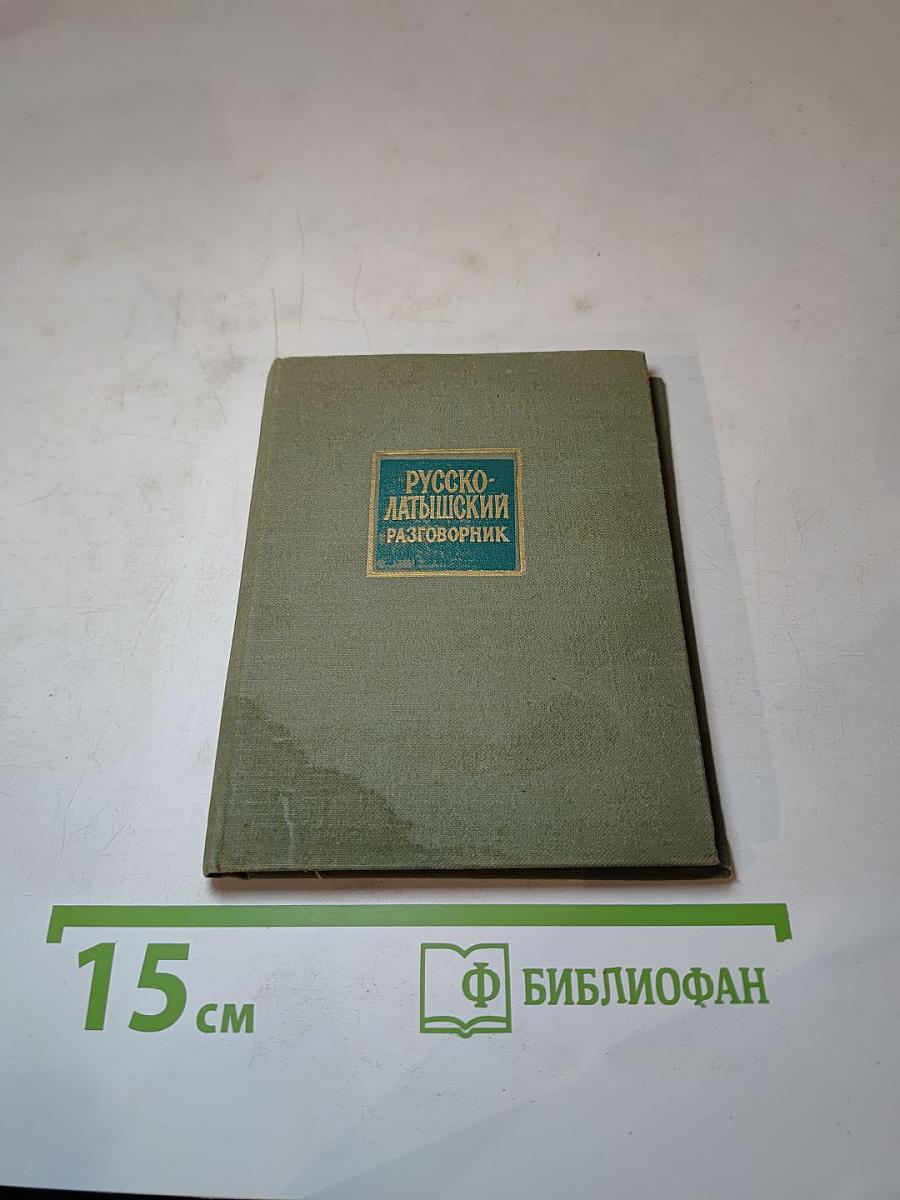 РУССКО-
ЛАТЫШСКИЙ
РАЗГОВОРНИК
15 см
Ф БИБЛИОФАН